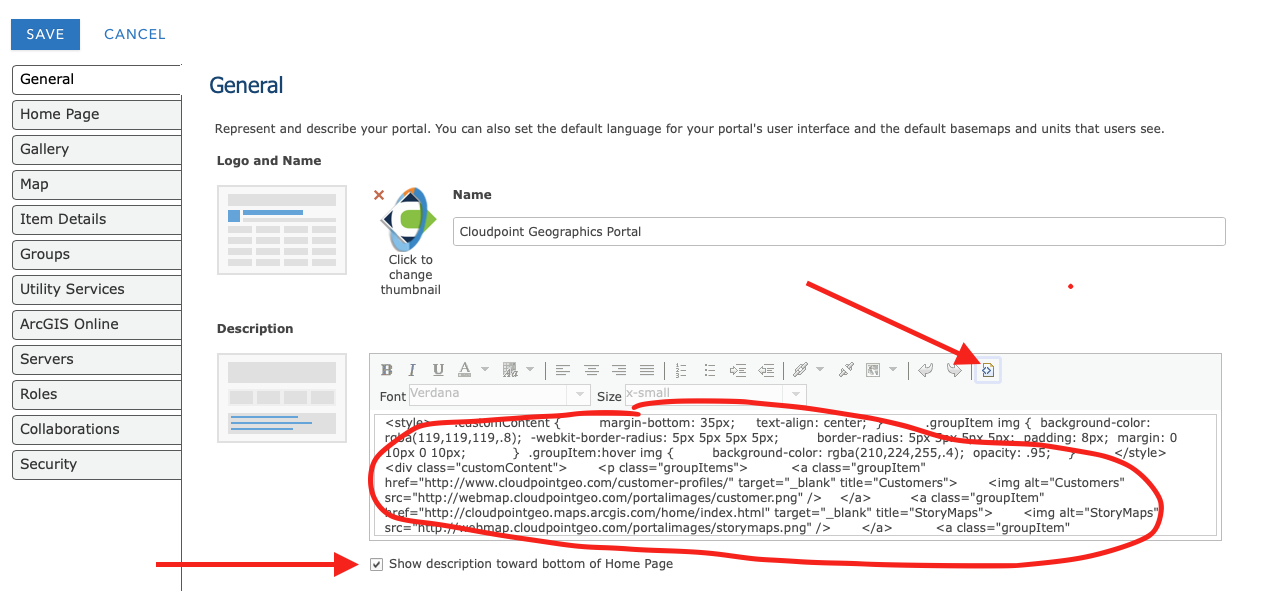 SAVE CANCEL
General
Home Page
Gallery
Map
Item Details
Groups
Utility Services
ArcGIS Online
Servers
Roles
Collaborations
Security
General
Represent and describe your portal. You can also set the default language for your portal's user interface and the default basemaps and units that users see.
Logo and Name
Click to
change
thumbnail
Name
Cloudpoint Geographics Portal
Description
B I U A
Font Verdana Size x-small
<style> .customContent { margin-bottom: 35px; text-align: center; } .groupItem img { background-color:
rgba(119,119,119,.8); -webkit-border-radius: 5px 5px 5px 5px; border-radius: 5px 5px 5px 5px; padding: 8px; margin: 0
10px 0 10px; } .groupItem:hover img { background-color: rgba(210,224,255,.4); opacity: .95; } </style>
<div class="customContent"> <p class="groupItems"> <a class="groupItem"
href="http://www.cloudpointgeo.com/customer-profiles/" target="_blank" title="Customers"> <img alt="Customers"
src="http://webmap.cloudpointgeo.com/portalimages/customer.png" /> </a> <a class="groupItem"
href="http://cloudpointgeo.maps.arcgis.com/home/index.html" target="_blank" title="StoryMaps"> <img alt="StoryMaps"
src="http://webmap.cloudpointgeo.com/portalimages/storymaps.png" /> </a> <a class="groupItem"
Show description toward bottom of Home Page